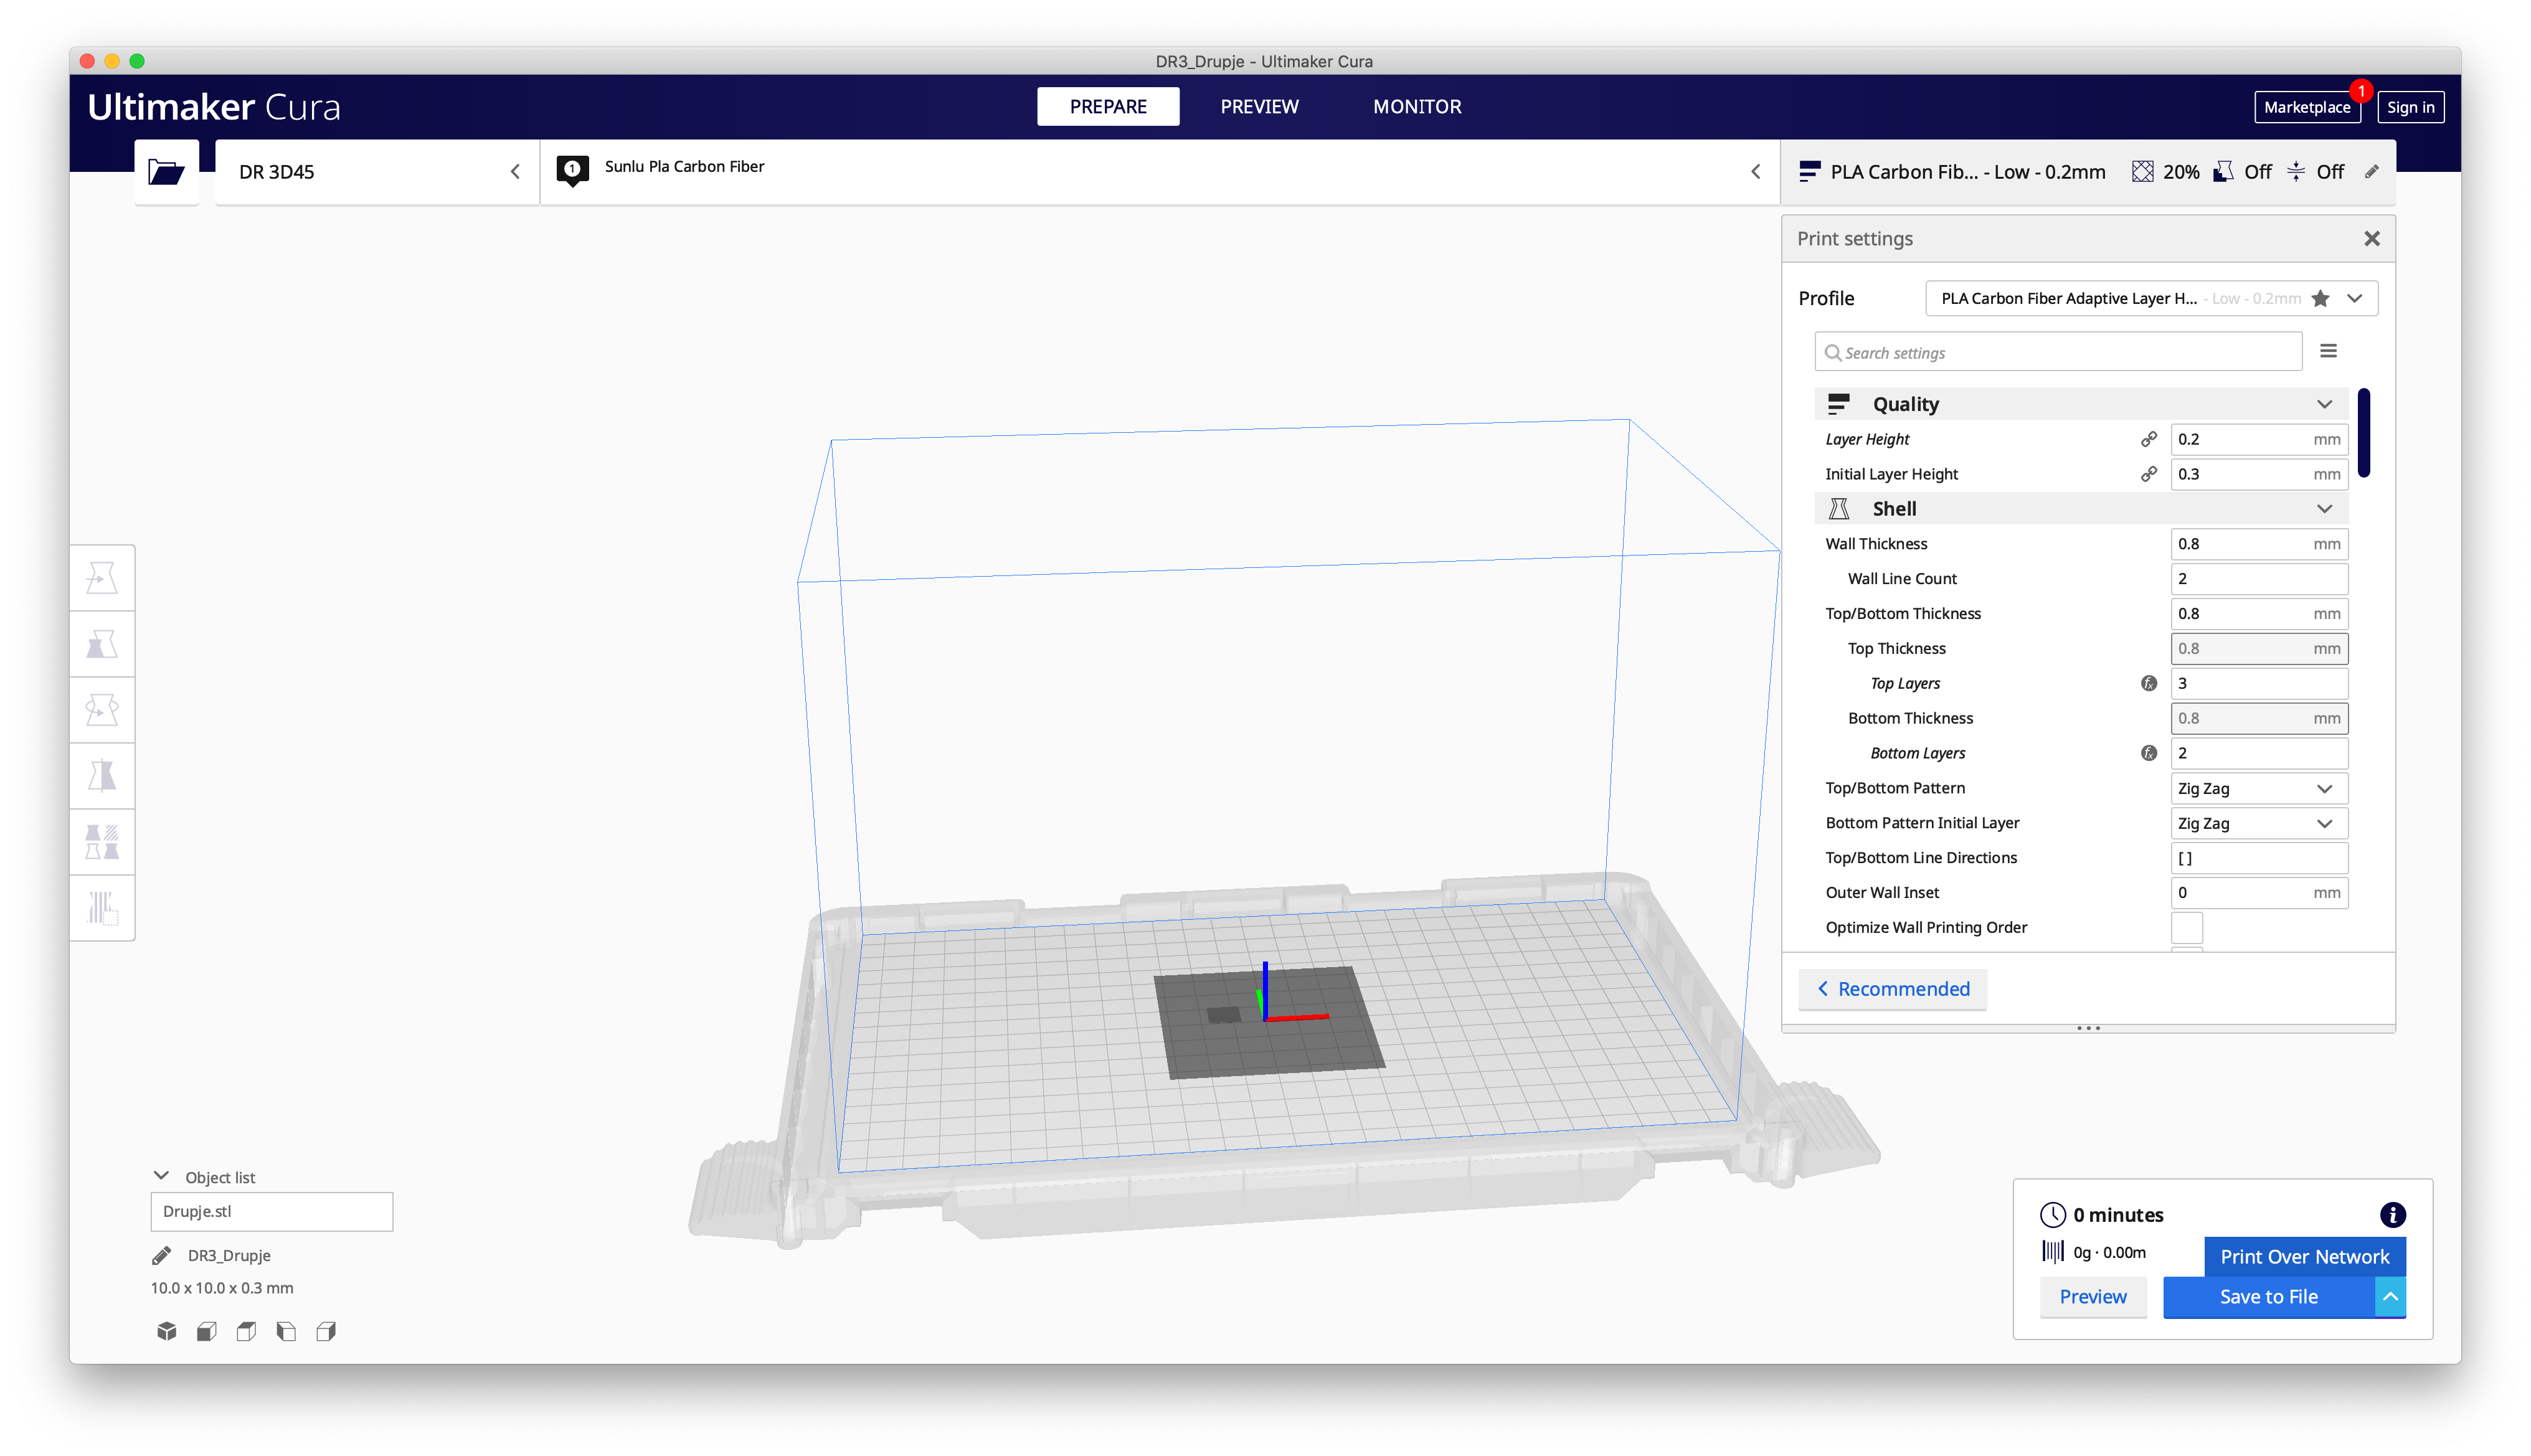 DR3_Drupje - Ultimaker Cura
Ultimaker Cura
PREPARE
PREVIEW
MONITOR
Marketplace
1
Sign in
DR 3D45
1
Sunlu Pla Carbon Fiber
PLA Carbon Fib... - Low - 0.2mm
20%
Off
Off
Print settings
Profile
PLA Carbon Fiber Adaptive Layer H... - Low - 0.2mm
Search settings
Quality
Layer Height 0.2 mm
Initial Layer Height 0.3 mm
Shell
Wall Thickness 0.8 mm
Wall Line Count 2
Top/Bottom Thickness 0.8 mm
Top Thickness 0.8 mm
Top Layers fx 3
Bottom Thickness 0.8 mm
Bottom Layers fx 2
Top/Bottom Pattern Zig Zag
Bottom Pattern Initial Layer Zig Zag
Top/Bottom Line Directions [ ]
Outer Wall Inset 0 mm
Optimize Wall Printing Order
Recommended
Object list
Drupje.stl
DR3_Drupje
10.0 x 10.0 x 0.3 mm
0 minutes
i
0g · 0.00m
Print Over Network
Preview
Save to File